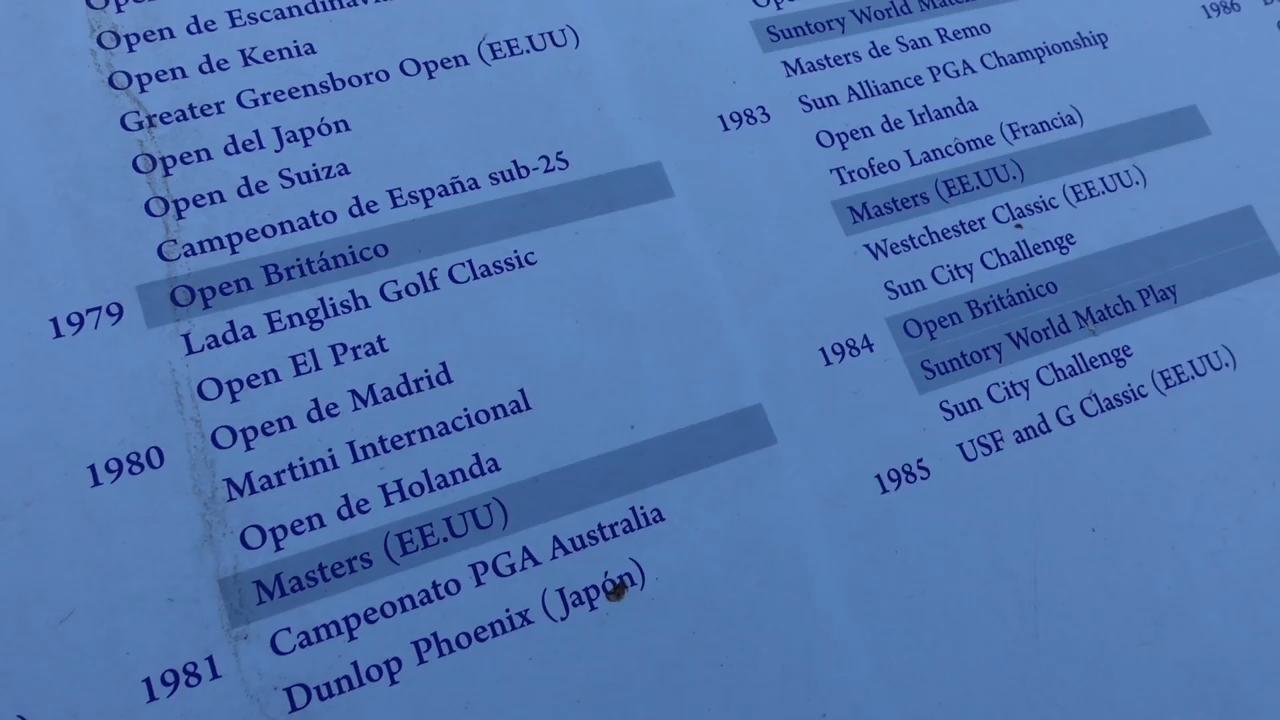 Open de
Open de Kenia
Greater Greensboro Open (EE.UU)
Open del Japón
Open de Suiza
Campeonato de España sub-25
1979 Open Británico
Lada English Golf Classic
Open El Prat
1980 Open de Madrid
Martini Internacional
Open de Holanda
Masters (EE.UU)
1981 Campeonato PGA Australia
Dunlop Phoenix (Japón)
Suntory World
Masters de San Remo
1983 Sun Alliance PGA Championship
Open de Irlanda
Trofeo Lancôme (Francia)
Masters (EE.UU.)
Westchester Classic (EE.UU.)
Sun City Challenge
1984 Open Británico
Suntory World Match Play
Sun City Challenge
1985 USF and G Classic (EE.UU.)
1986